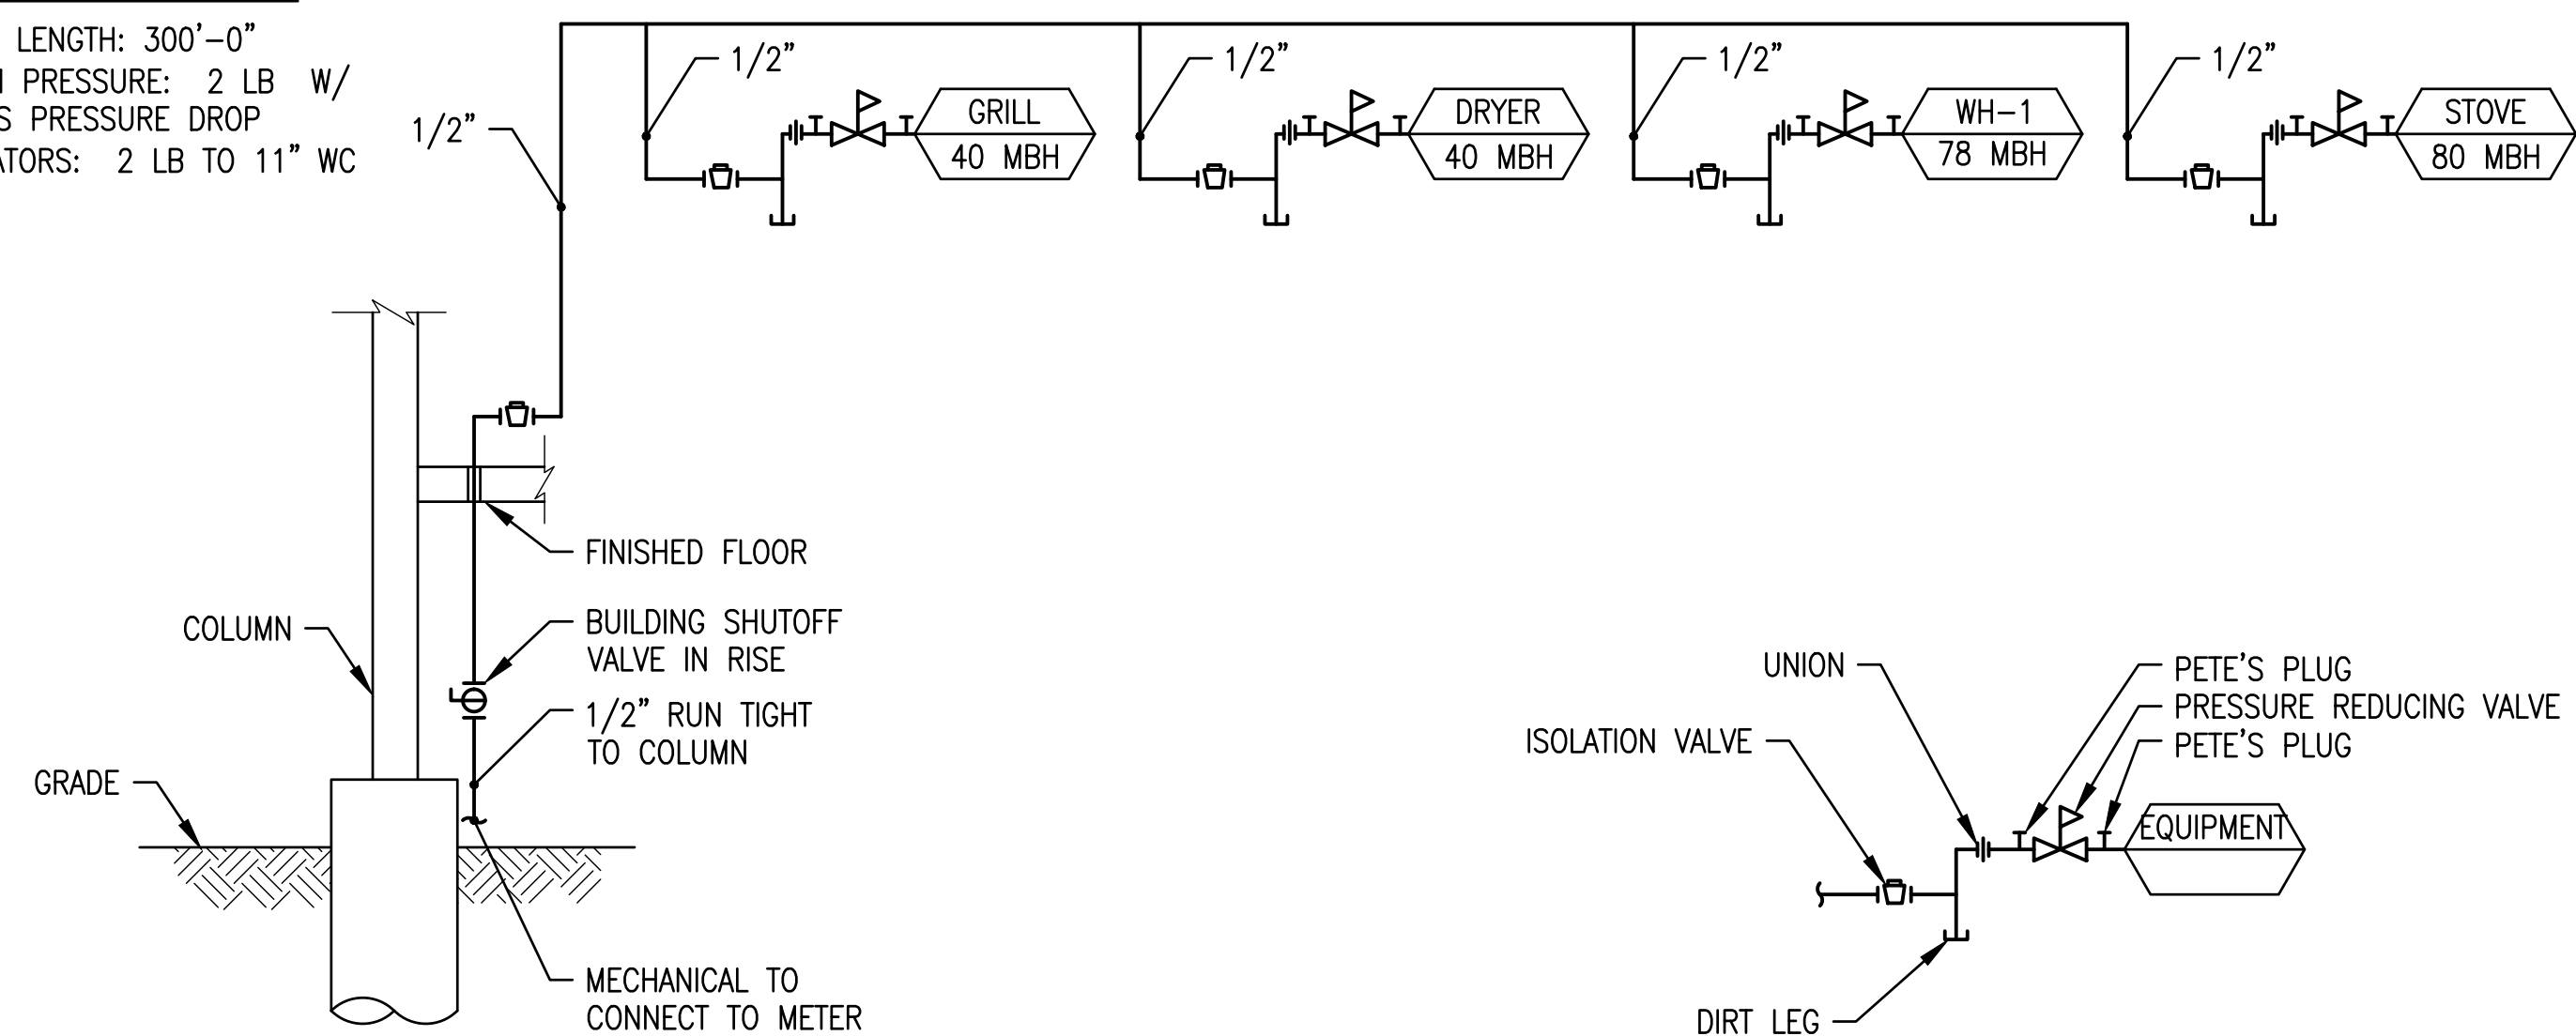 LENGTH: 300'-0"
PRESSURE: 2 LB W/
PRESSURE DROP
2 LB TO 11" WC
1/2"
1/2"
GRILL
40 MBH
1/2"
DRYER
40 MBH
1/2"
WH-1
78 MBH
1/2"
STOVE
80 MBH
FINISHED FLOOR
COLUMN
BUILDING SHUTOFF
VALVE IN RISE
1/2" RUN TIGHT
TO COLUMN
GRADE
MECHANICAL TO
CONNECT TO METER
UNION
ISOLATION VALVE
PETE'S PLUG
PRESSURE REDUCING VALVE
PETE'S PLUG
EQUIPMENT
DIRT LEG